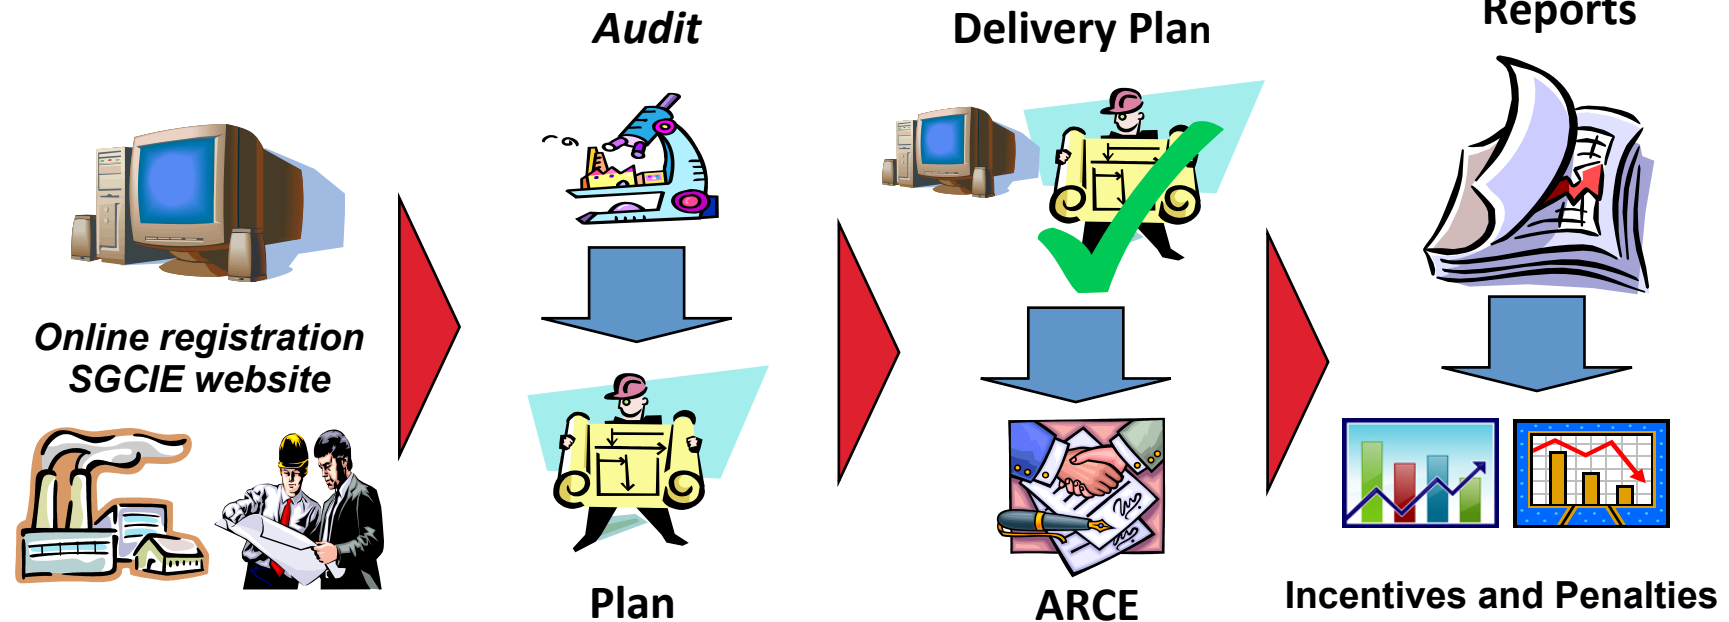 Online registration
SGCIE website
Audit
Plan
Delivery Plan
ARCE
Reports
Incentives and Penalties